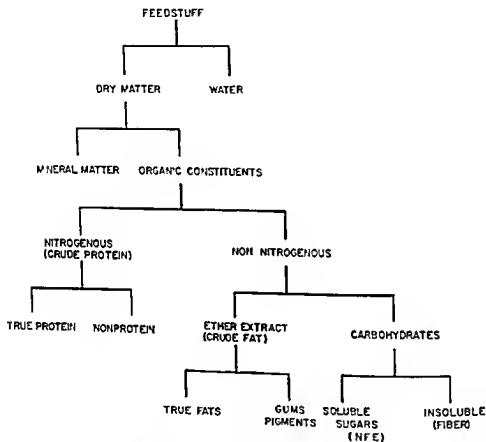 FEEDSTUFF
DRY MATTER WATER
MINERAL MATTER ORGAN'C CONSTITUENTS
NITROGENOUS
(CRUDE PROTEIN)
NON NITROGENOUS
TRUE PROTEIN NONPROTEIN
ETHER EXTRACT
(CRUDE FAT)
CARBOHYDRATES
TRUE FATS
GUMS
PIGMENTS
SOLUBLE
SUGARS
(NFE)
INSOLUBLE
(FIBER)